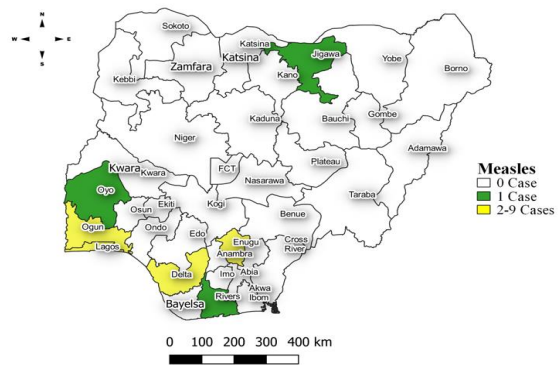 N
W E
S
Sokoto
Katsina
Jigawa
Zamfara
Katsina
Yobe
Borno
Kebbi
Kano
Gombe
Kaduna
Bauchi
Niger
Adamawa
Kwara
Kwara
FCT
Plateau
Nasarawa
Oyo
Taraba
Kogi
Osun
Ekiti
Benue
Ogun
Ondo
Edo
Enugu
Cross
River
Lagos
Anambra
Delta
Imo
Abia
Bayelsa
Rivers
Akwa
Ibom
Measles
0 Case
1 Case
2-9 Cases
0 100 200 300 400 km